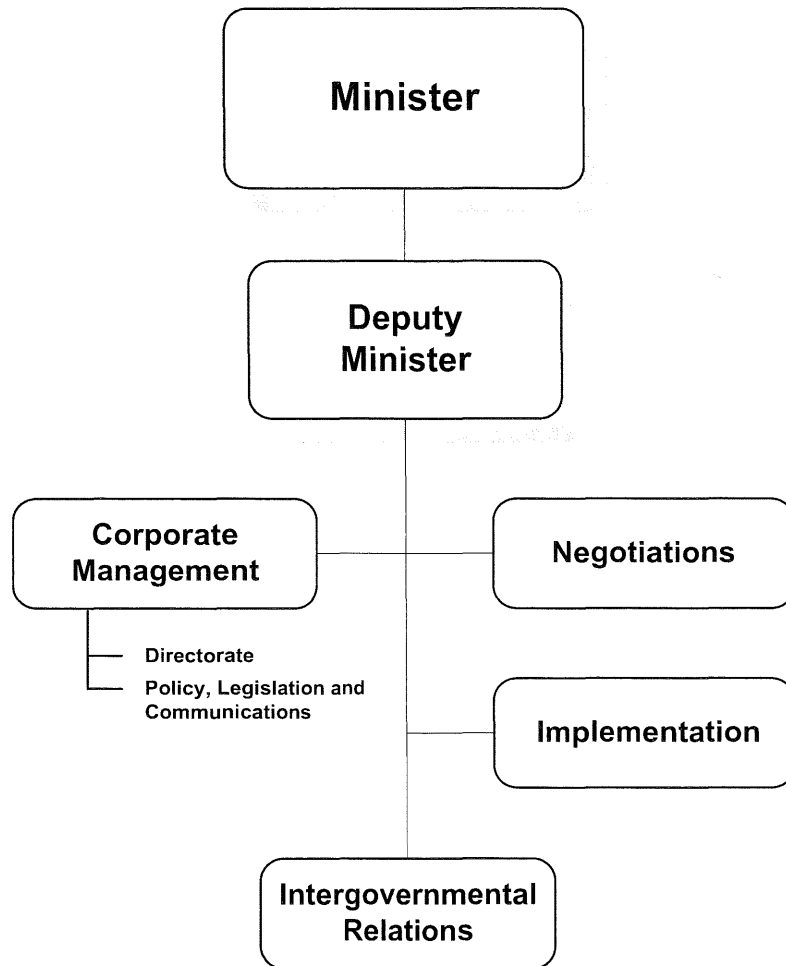 Minister
Deputy
Minister
Corporate
Management
Negotiations
Directorate
Policy, Legislation and
Communications
Implementation
Intergovernmental
Relations